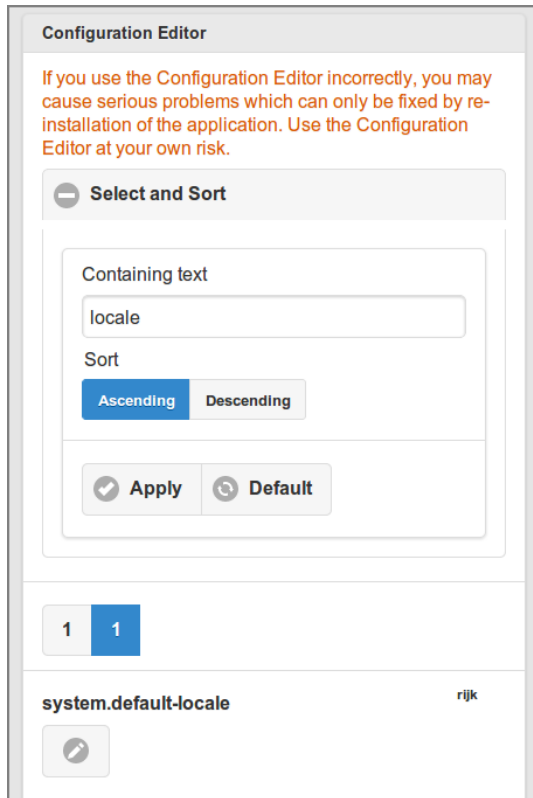 Configuration Editor
If you use the Configuration Editor incorrectly, you may
cause serious problems which can only be fixed by re-
installation of the application. Use the Configuration
Editor at your own risk.
Select and Sort
Containing text
locale
Sort
Ascending Descending
Apply Default
1 1
system.default-locale rijk